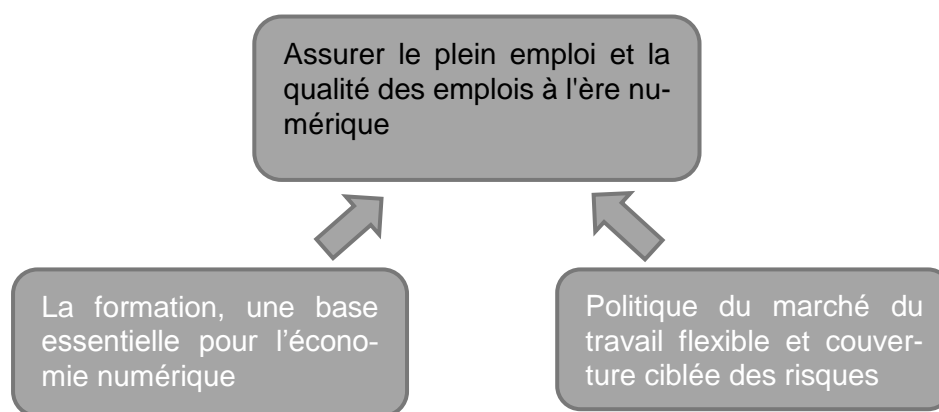 Assurer le plein emploi et la
qualité des emplois à l'ère nu-
mérique
La formation, une base
essentielle pour l’écono-
mie numérique
Politique du marché du
travail flexible et couver-
ture ciblée des risques